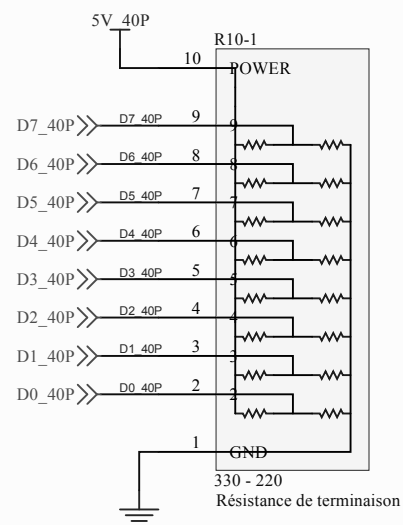 5V_40P
R10-1
10 POWER
D7_40P D7_40P 9 9
D6_40P D6_40P 8 8
D5_40P D5_40P 7 7
D4_40P D4_40P 6 6
D3_40P D3_40P 5 5
D2_40P D2_40P 4 4
D1_40P D1_40P 3 3
D0_40P D0_40P 2 2
1 GND
330 - 220
Résistance de terminaison